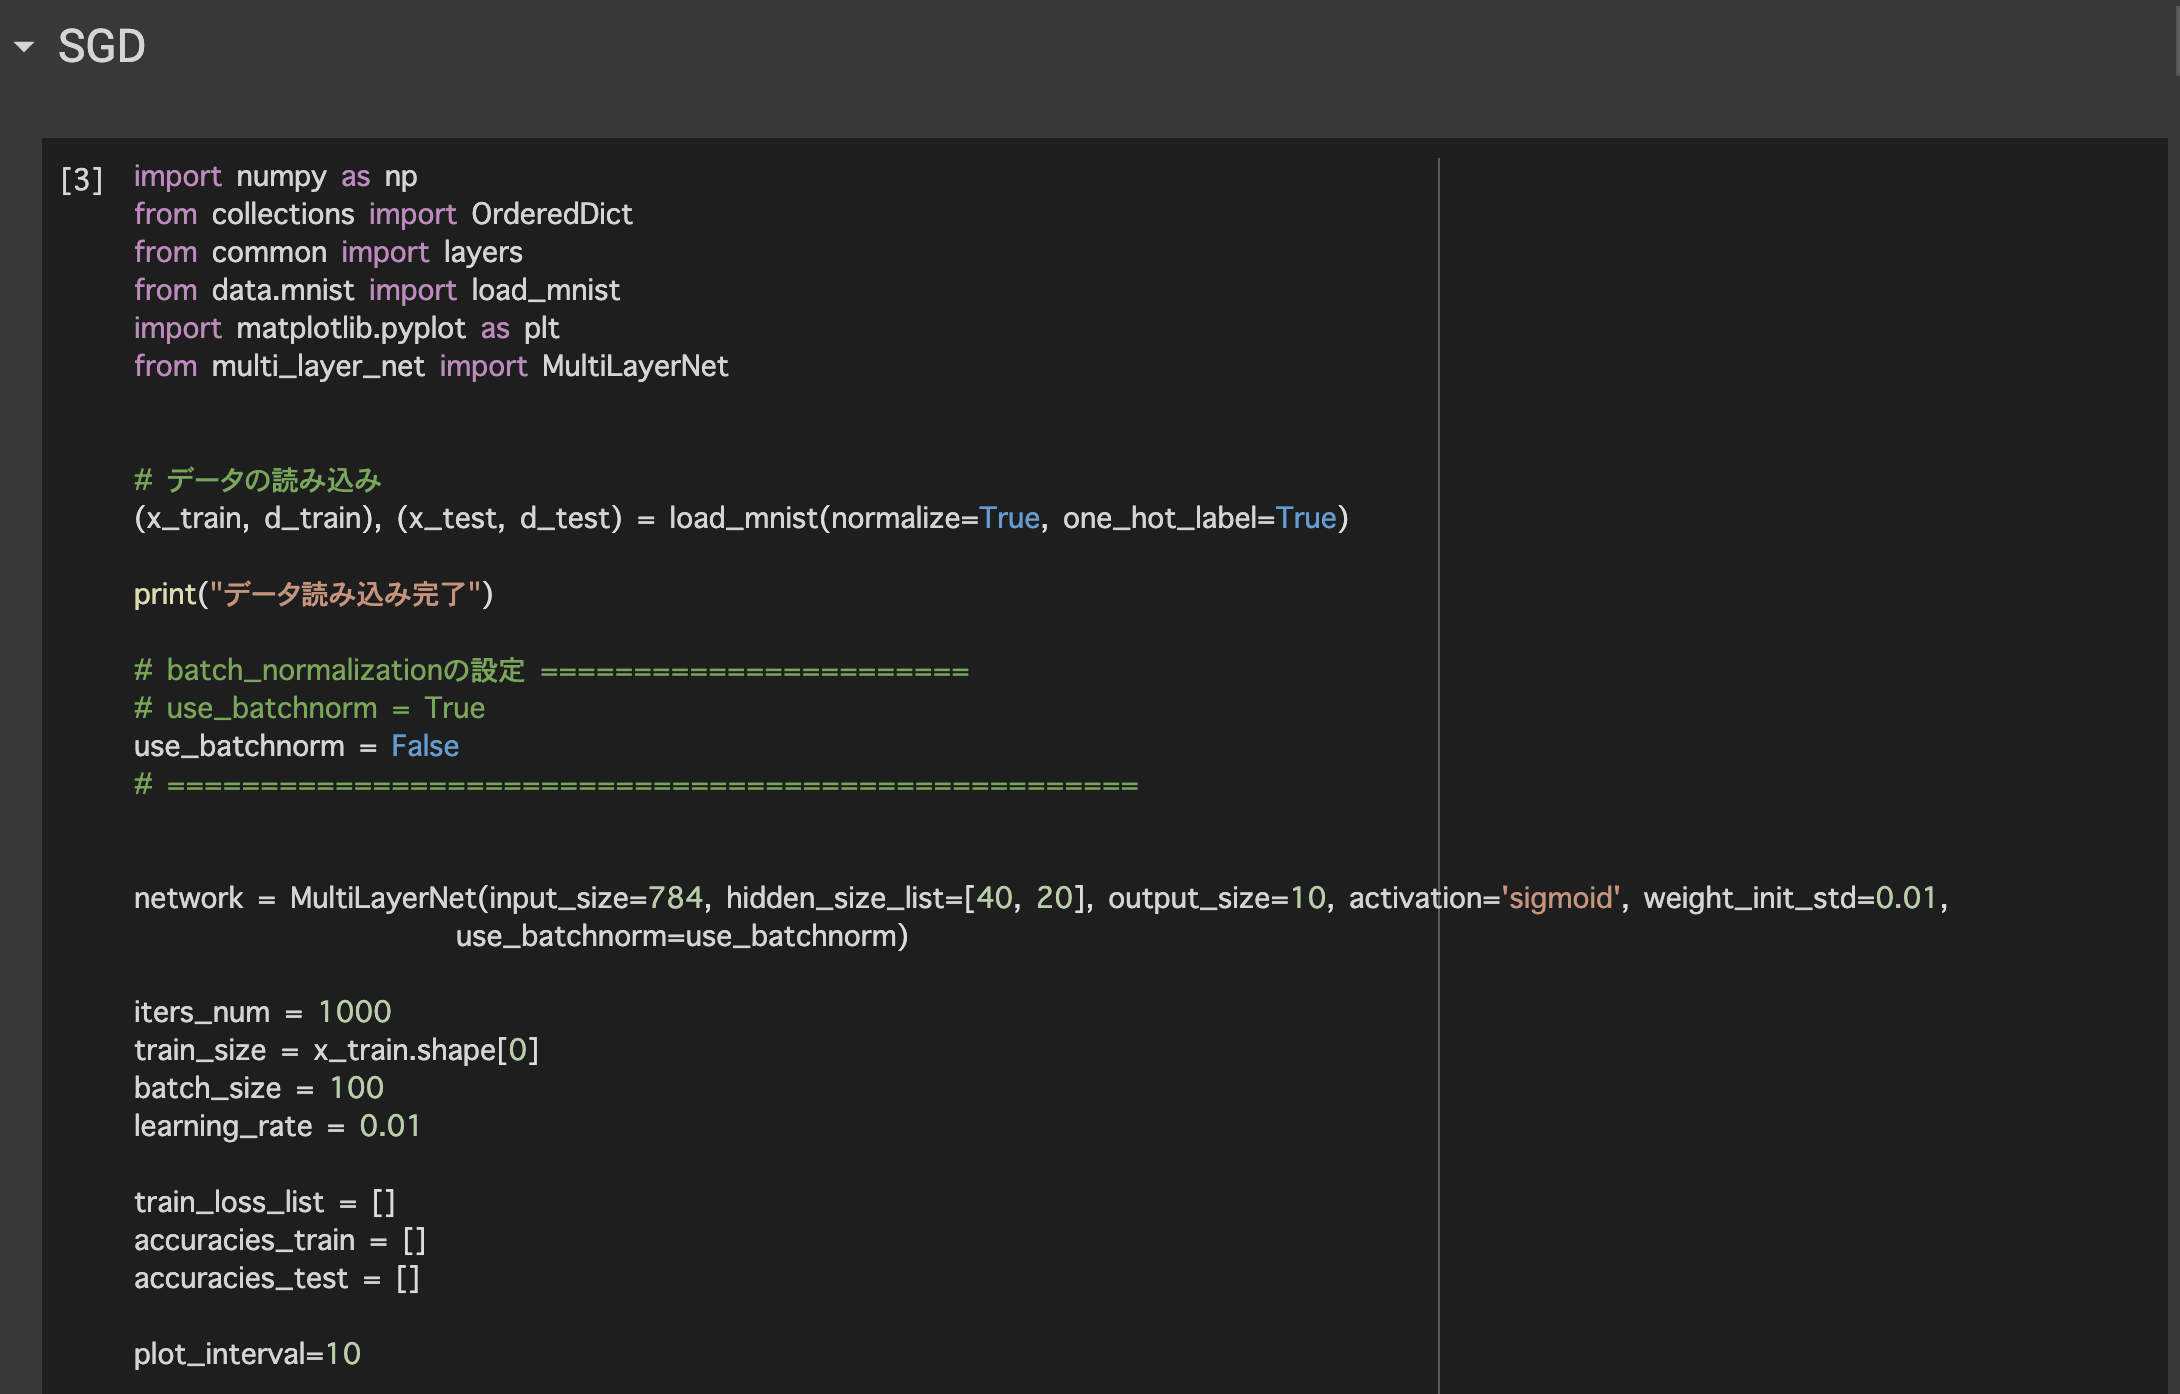 SGD
[3]
import numpy as np
from collections import OrderedDict
from common import layers
from data.mnist import load_mnist
import matplotlib.pyplot as plt
from multi_layer_net import MultiLayerNet
# データの読み込み
(x_train, d_train), (x_test, d_test) = load_mnist(normalize=True, one_hot_label=True)
print("データ読み込み完了")
# batch_normalizationの設定 =======================
# use_batchnorm = True
use_batchnorm = False
# ====================================================
network = MultiLayerNet(input_size=784, hidden_size_list=[40, 20], output_size=10, activation='sigmoid', weight_init_std=0.01,
use_batchnorm=use_batchnorm)
iters_num = 1000
train_size = x_train.shape[0]
batch_size = 100
learning_rate = 0.01
train_loss_list = []
accuracies_train = []
accuracies_test = []
plot_interval=10